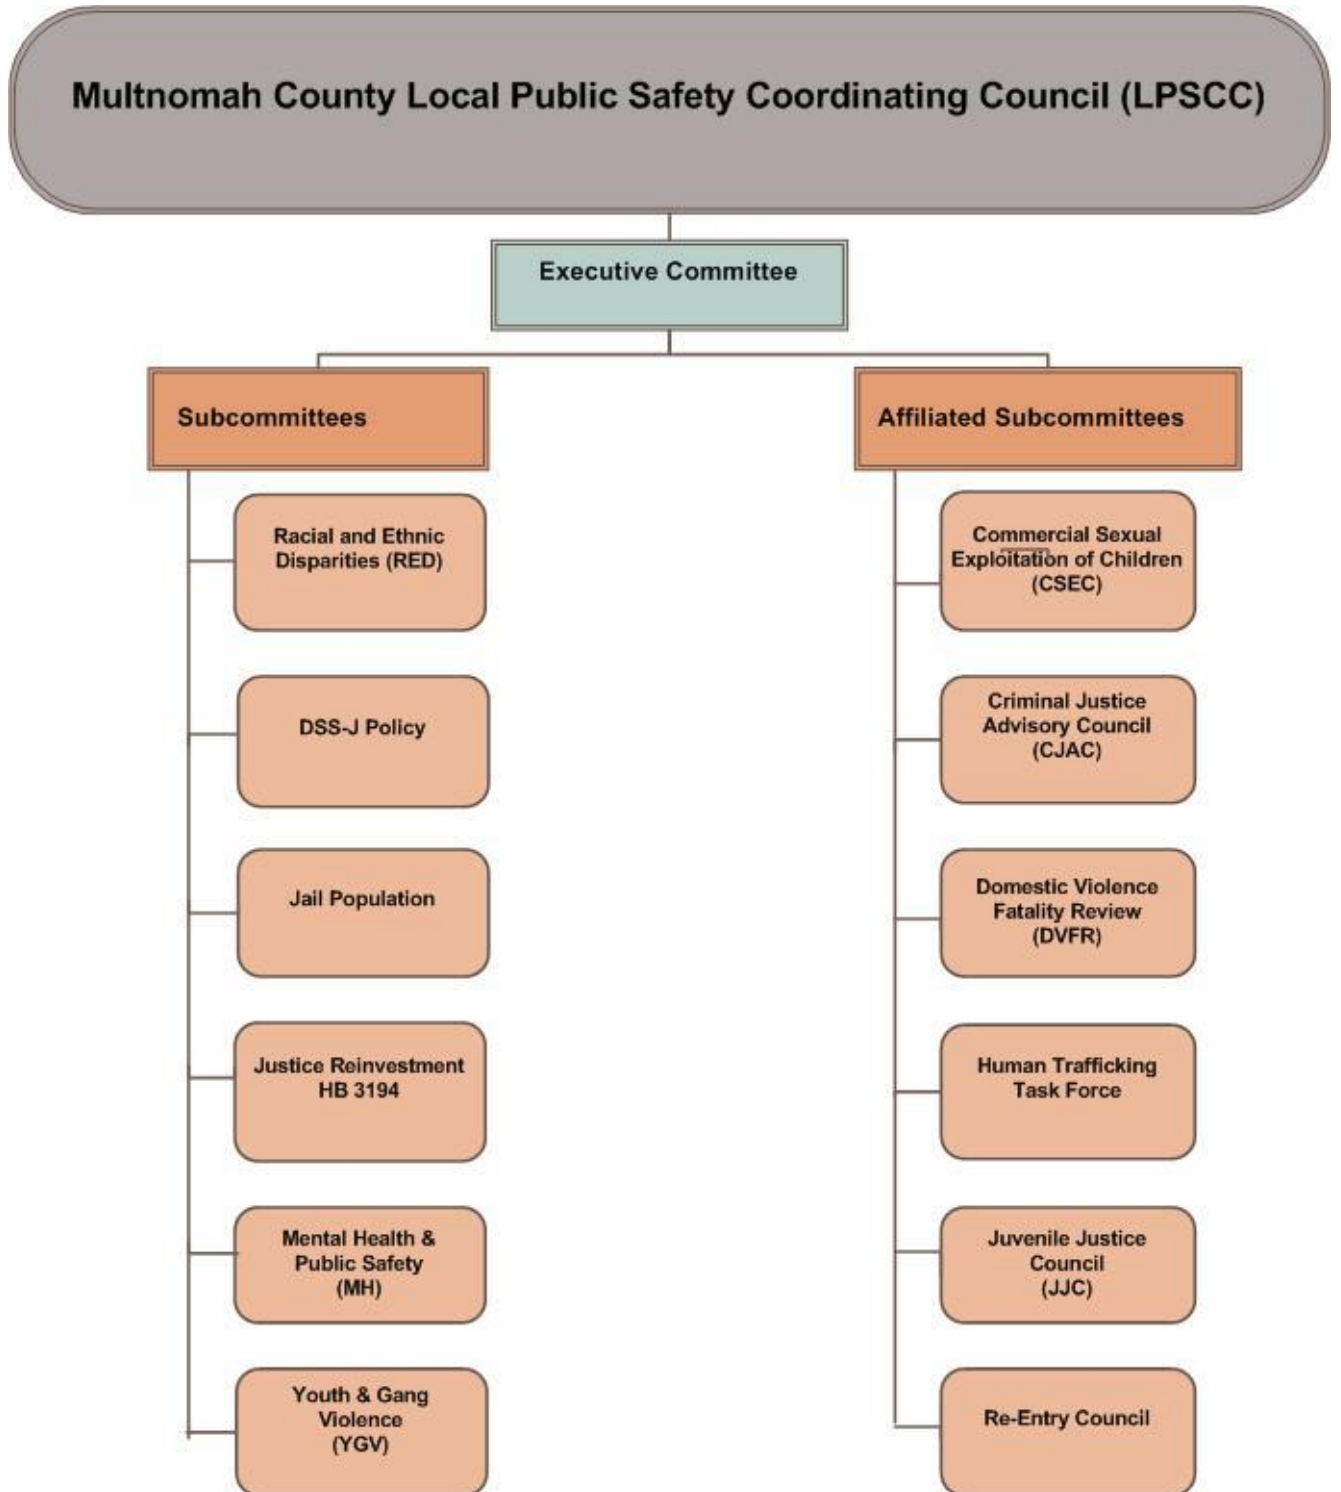 Multnomah County Local Public Safety Coordinating Council (LPSCC)
Executive Committee
Subcommittees
Racial and Ethnic
Disparities (RED)
DSS-J Policy
Jail Population
Justice Reinvestment
HB 3194
Mental Health &
Public Safety
(MH)
Youth & Gang
Violence
(YGV)
Affiliated Subcommittees
Commercial Sexual
Exploitation of Children
(CSEC)
Criminal Justice
Advisory Council
(CJAC)
Domestic Violence
Fatality Review
(DVFR)
Human Trafficking
Task Force
Juvenile Justice
Council
(JJC)
Re-Entry Council